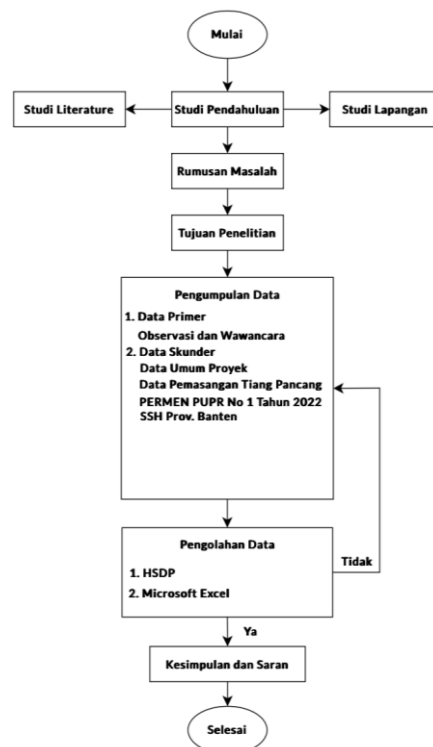 Mulai
Studi Literature
Studi Pendahuluan
Studi Lapangan
Rumusan Masalah
Tujuan Penelitian
Pengumpulan Data
1. Data Primer
Observasi dan Wawancara
2. Data Skunder
Data Umum Proyek
Data Pemasangan Tiang Pancang
PERMEN PUPR No 1 Tahun 2022
SSH Prov. Banten
Pengolahan Data
Tidak
1. HSDP
2. Microsoft Excel
Ya
Kesimpulan dan Saran
Selesai